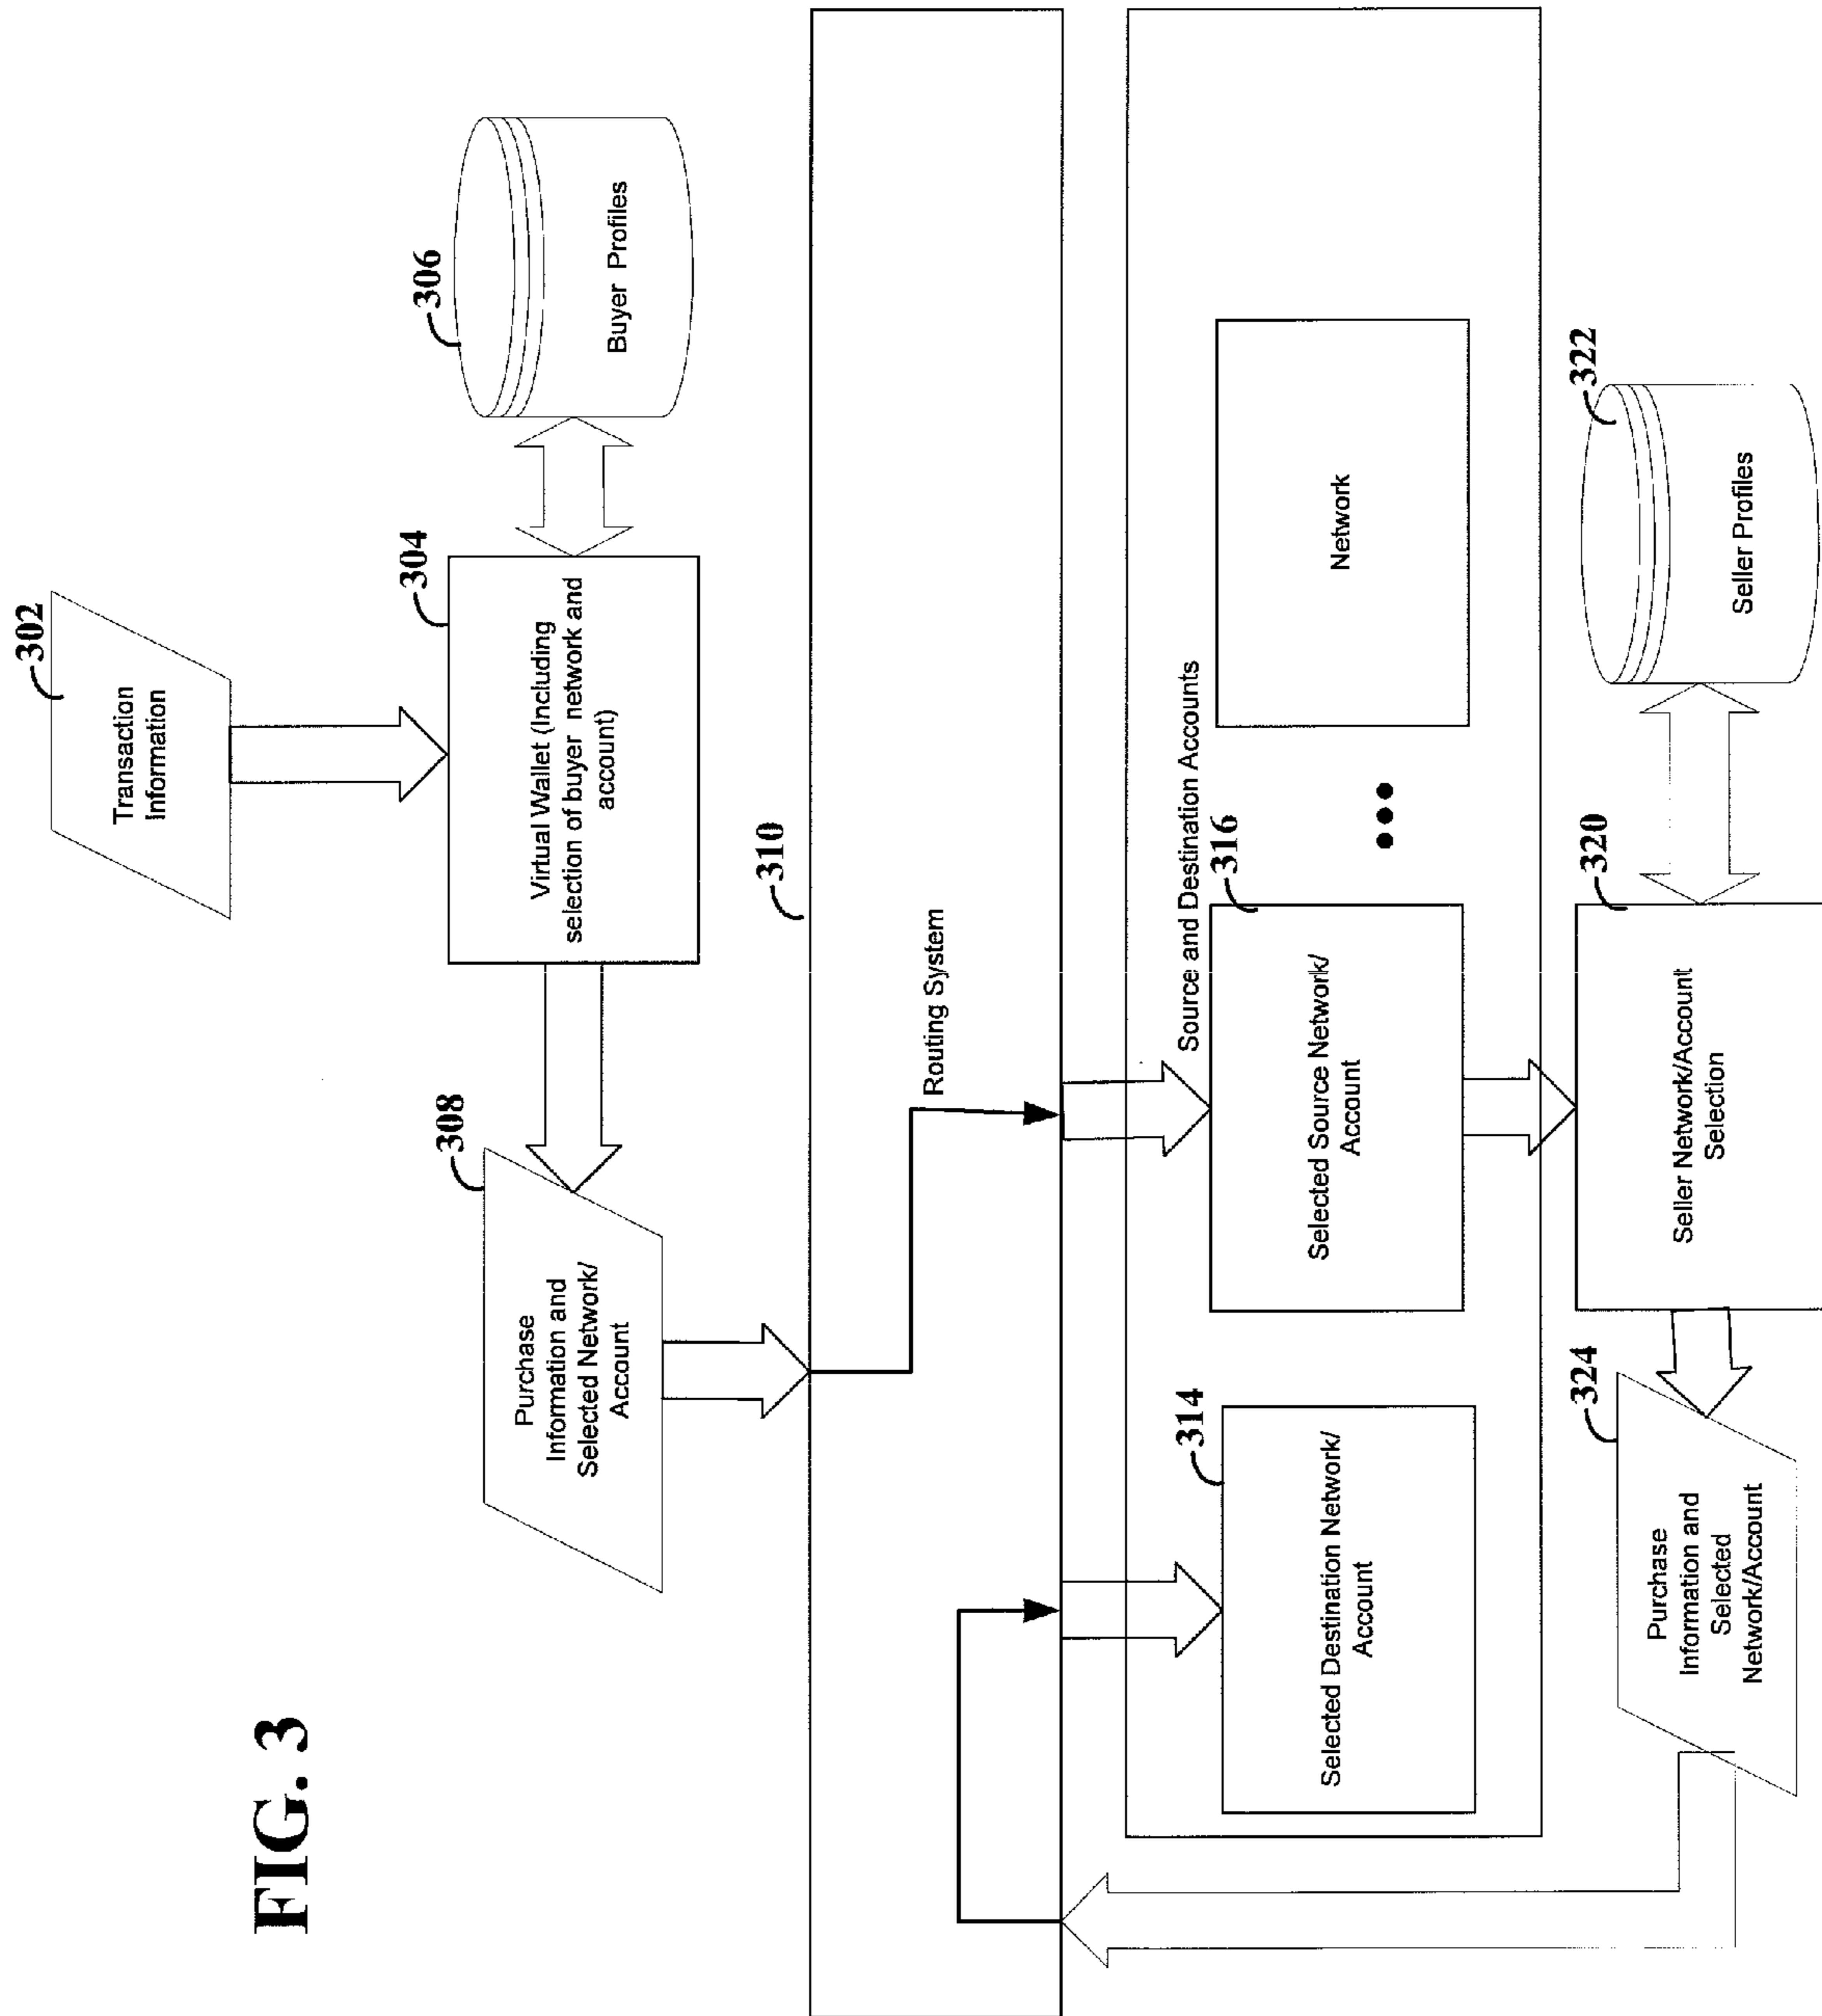 FIG. 3
302
Transaction
Information
304
Virtual Wallet (Including
selection of buyer network and
account)
306
Buyer Profiles
308
Purchase
Information and
Selected Network/
Account
310
Routing System
Source and Destination Accounts
314
Selected Destination Network/
Account
316
Selected Source Network/
Account
•••
Network
320
Seller Network/Account
Selection
322
Seller Profiles
324
Purchase
Information and
Selected
Network/Account